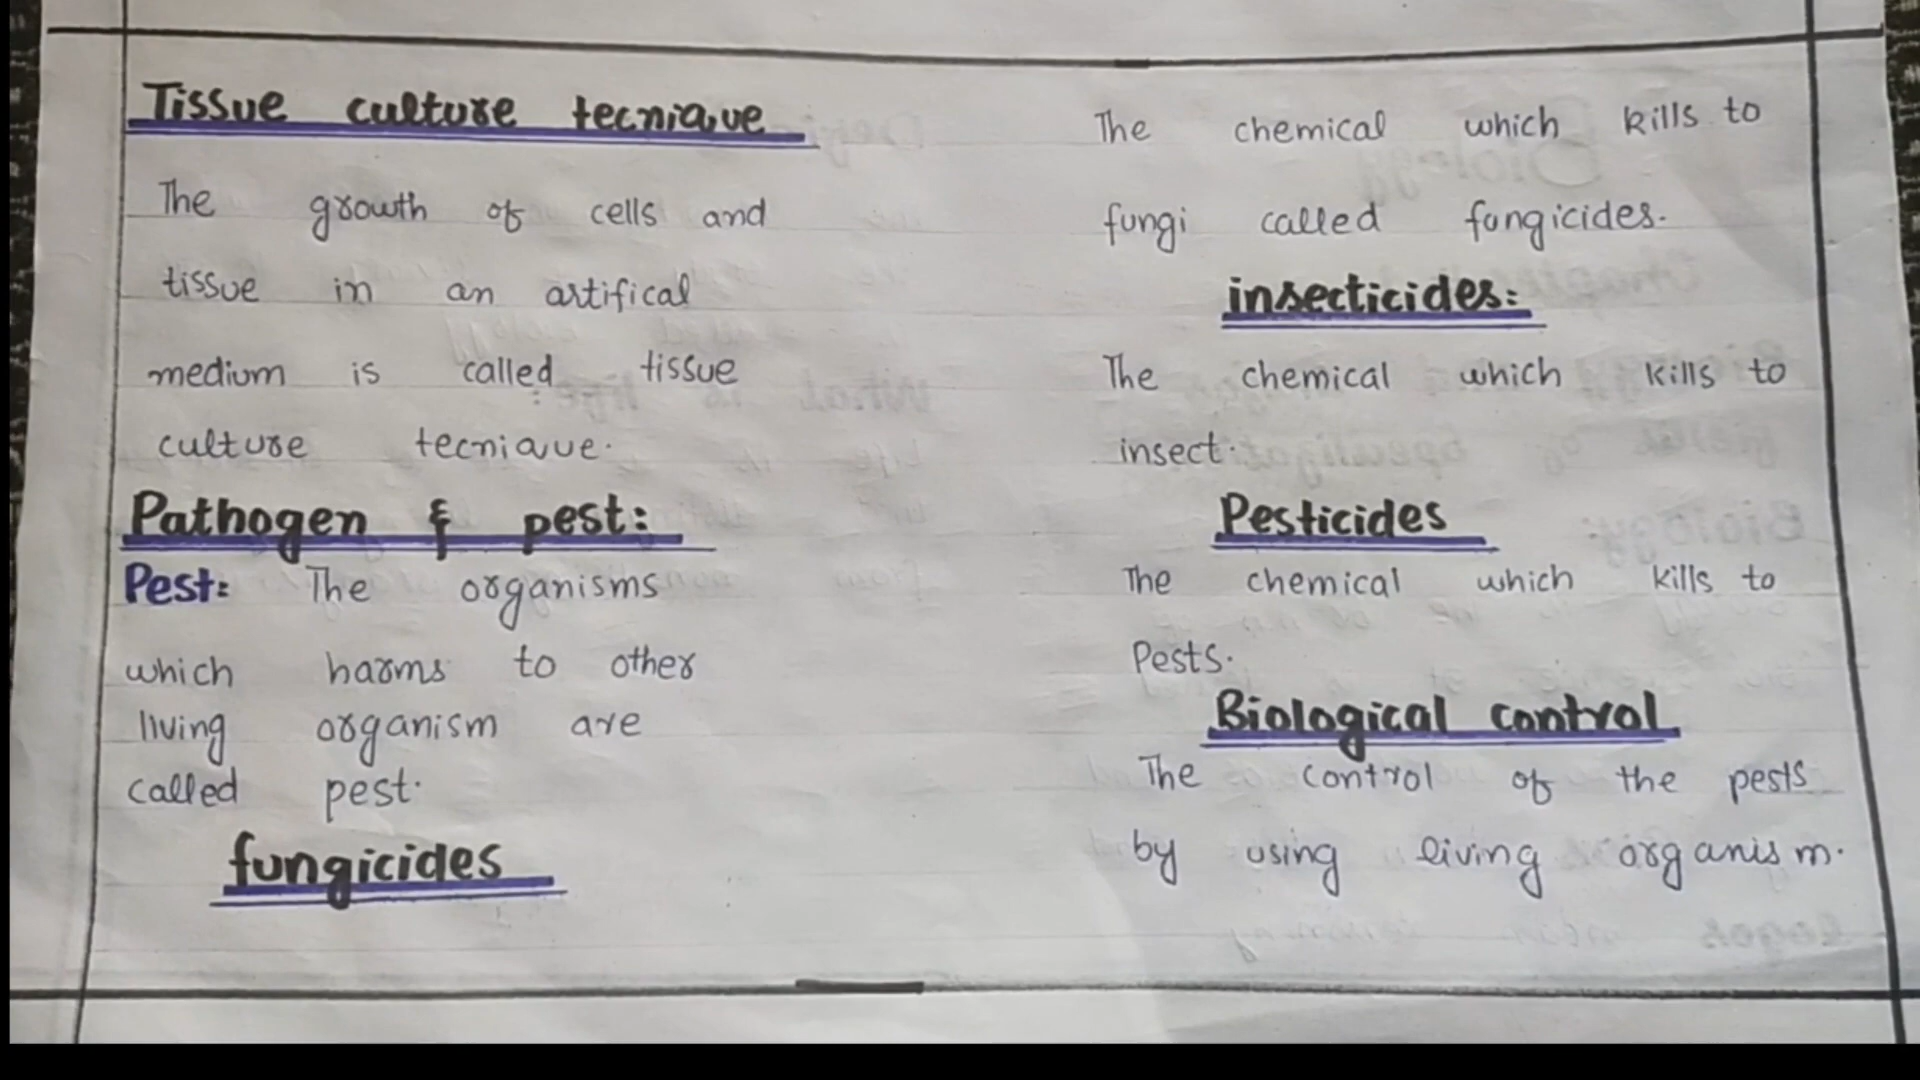 Tissue culture tecnique
The growth of cells and
tissue in an artifical
medium is called tissue
culture tecnique.
Pathogen & pest:
Pest: The organisms
which harms to other
living organism are
called pest.
fungicides
The chemical which kills to
fungi called fungicides.
insecticides:
The chemical which kills to
insect.
Pesticides
The chemical which kills to
Pests.
Biological control
The control of the pests
by using living organism.